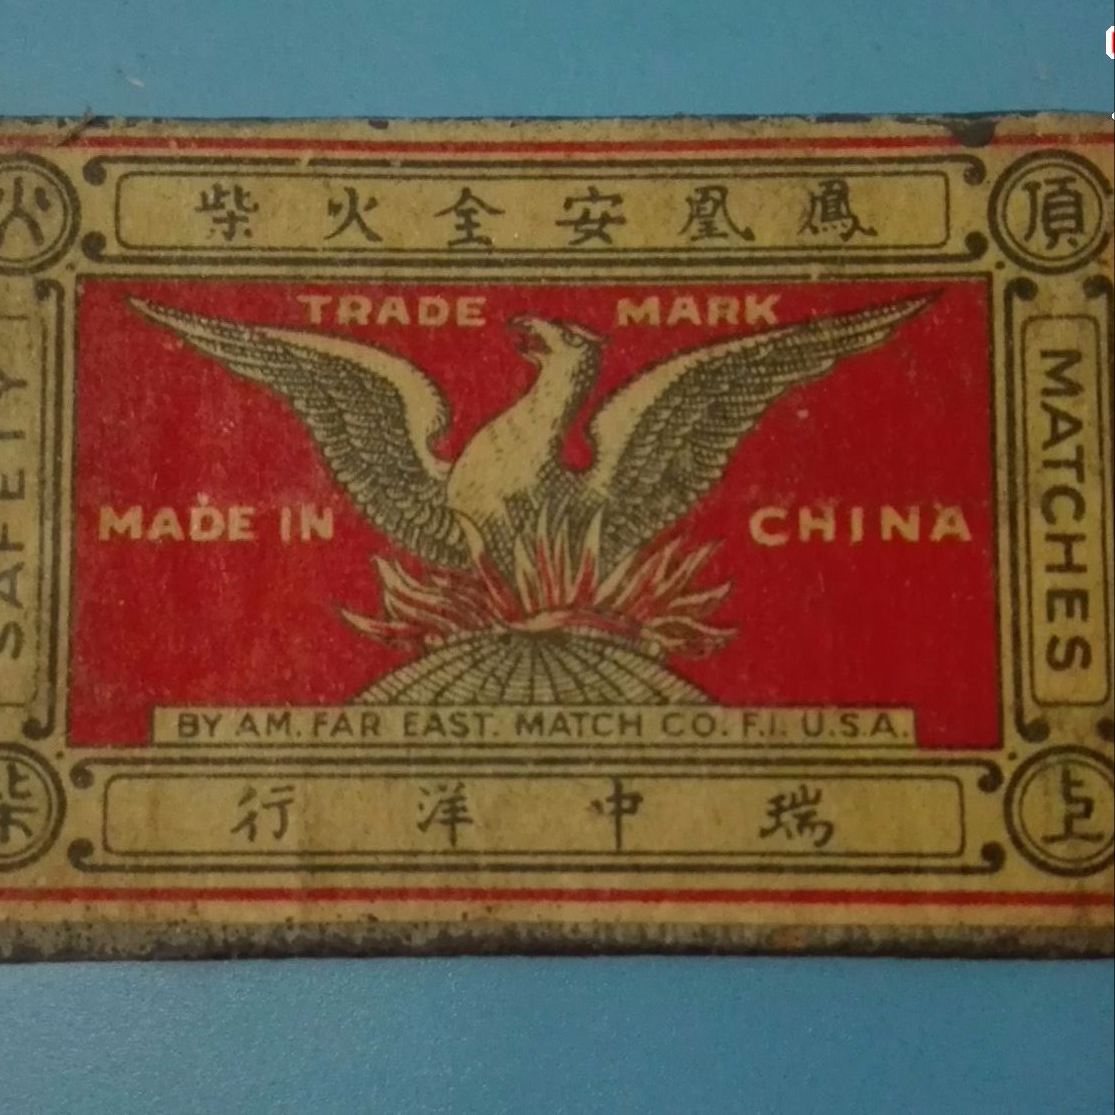 鳳凰安全火柴
頂上火柴
TRADE MARK
MADE IN CHINA
BY AM. FAR EAST. MATCH CO. F.I. U.S.A.
SAFETY
MATCHES
瑞中洋行